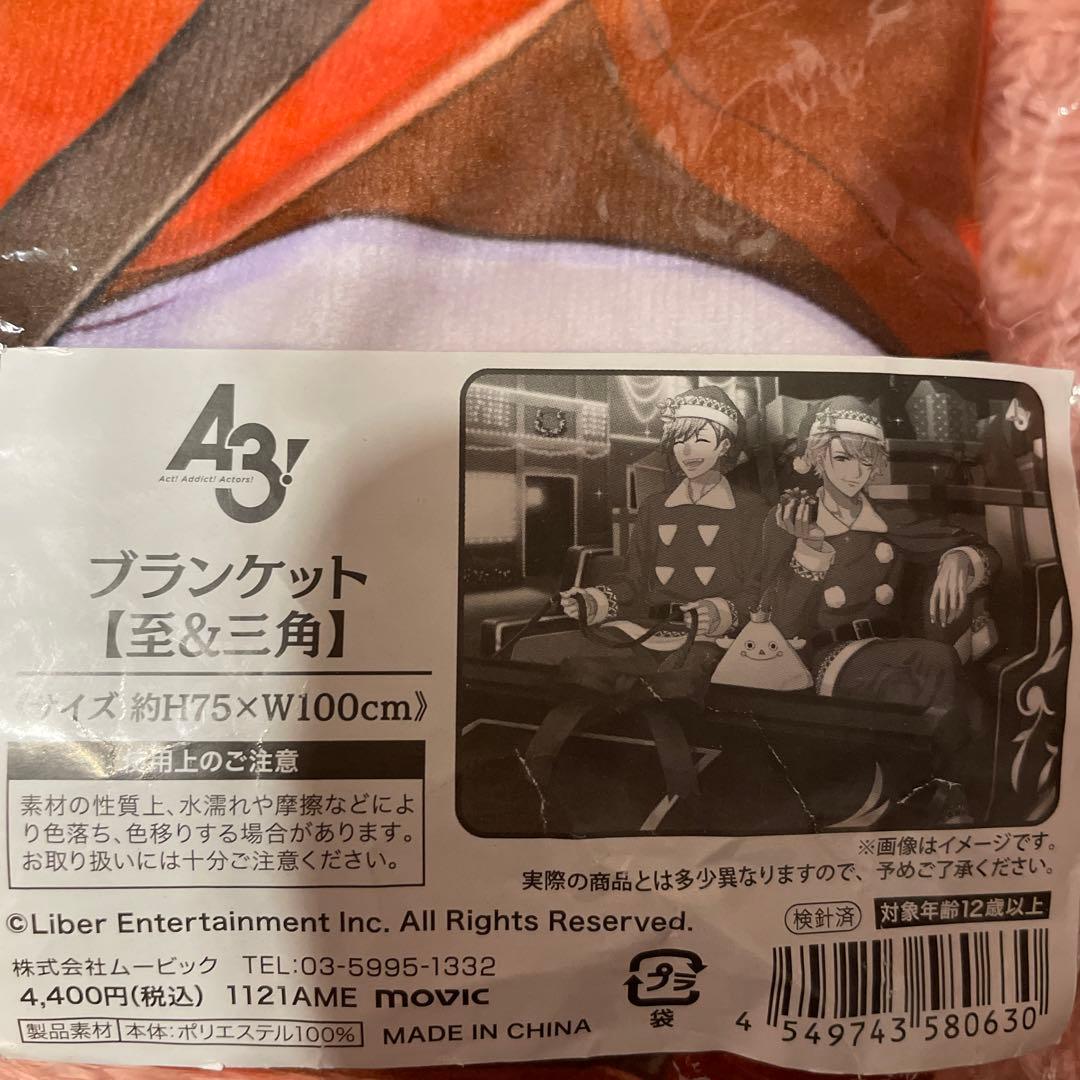 A3!
Act! Addict! Actors!
ブランケット
【至&三角】
《サイズ 約H75×W100cm》
使用上のご注意
素材の性質上、水濡れや摩擦などによ
り色落ち、色移りする場合があります。
お取り扱いには十分ご注意ください。
※画像はイメージです。
実際の商品とは多少異なりますので、予めご了承ください。
©Liber Entertainment Inc. All Rights Reserved.
検針済
対象年齢12歳以上
株式会社ムービック TEL:03-5995-1332
4,400円(税込) 1121AME movic
製品素材 本体:ポリエステル100%
MADE IN CHINA
プラ
袋
4 549743 580630